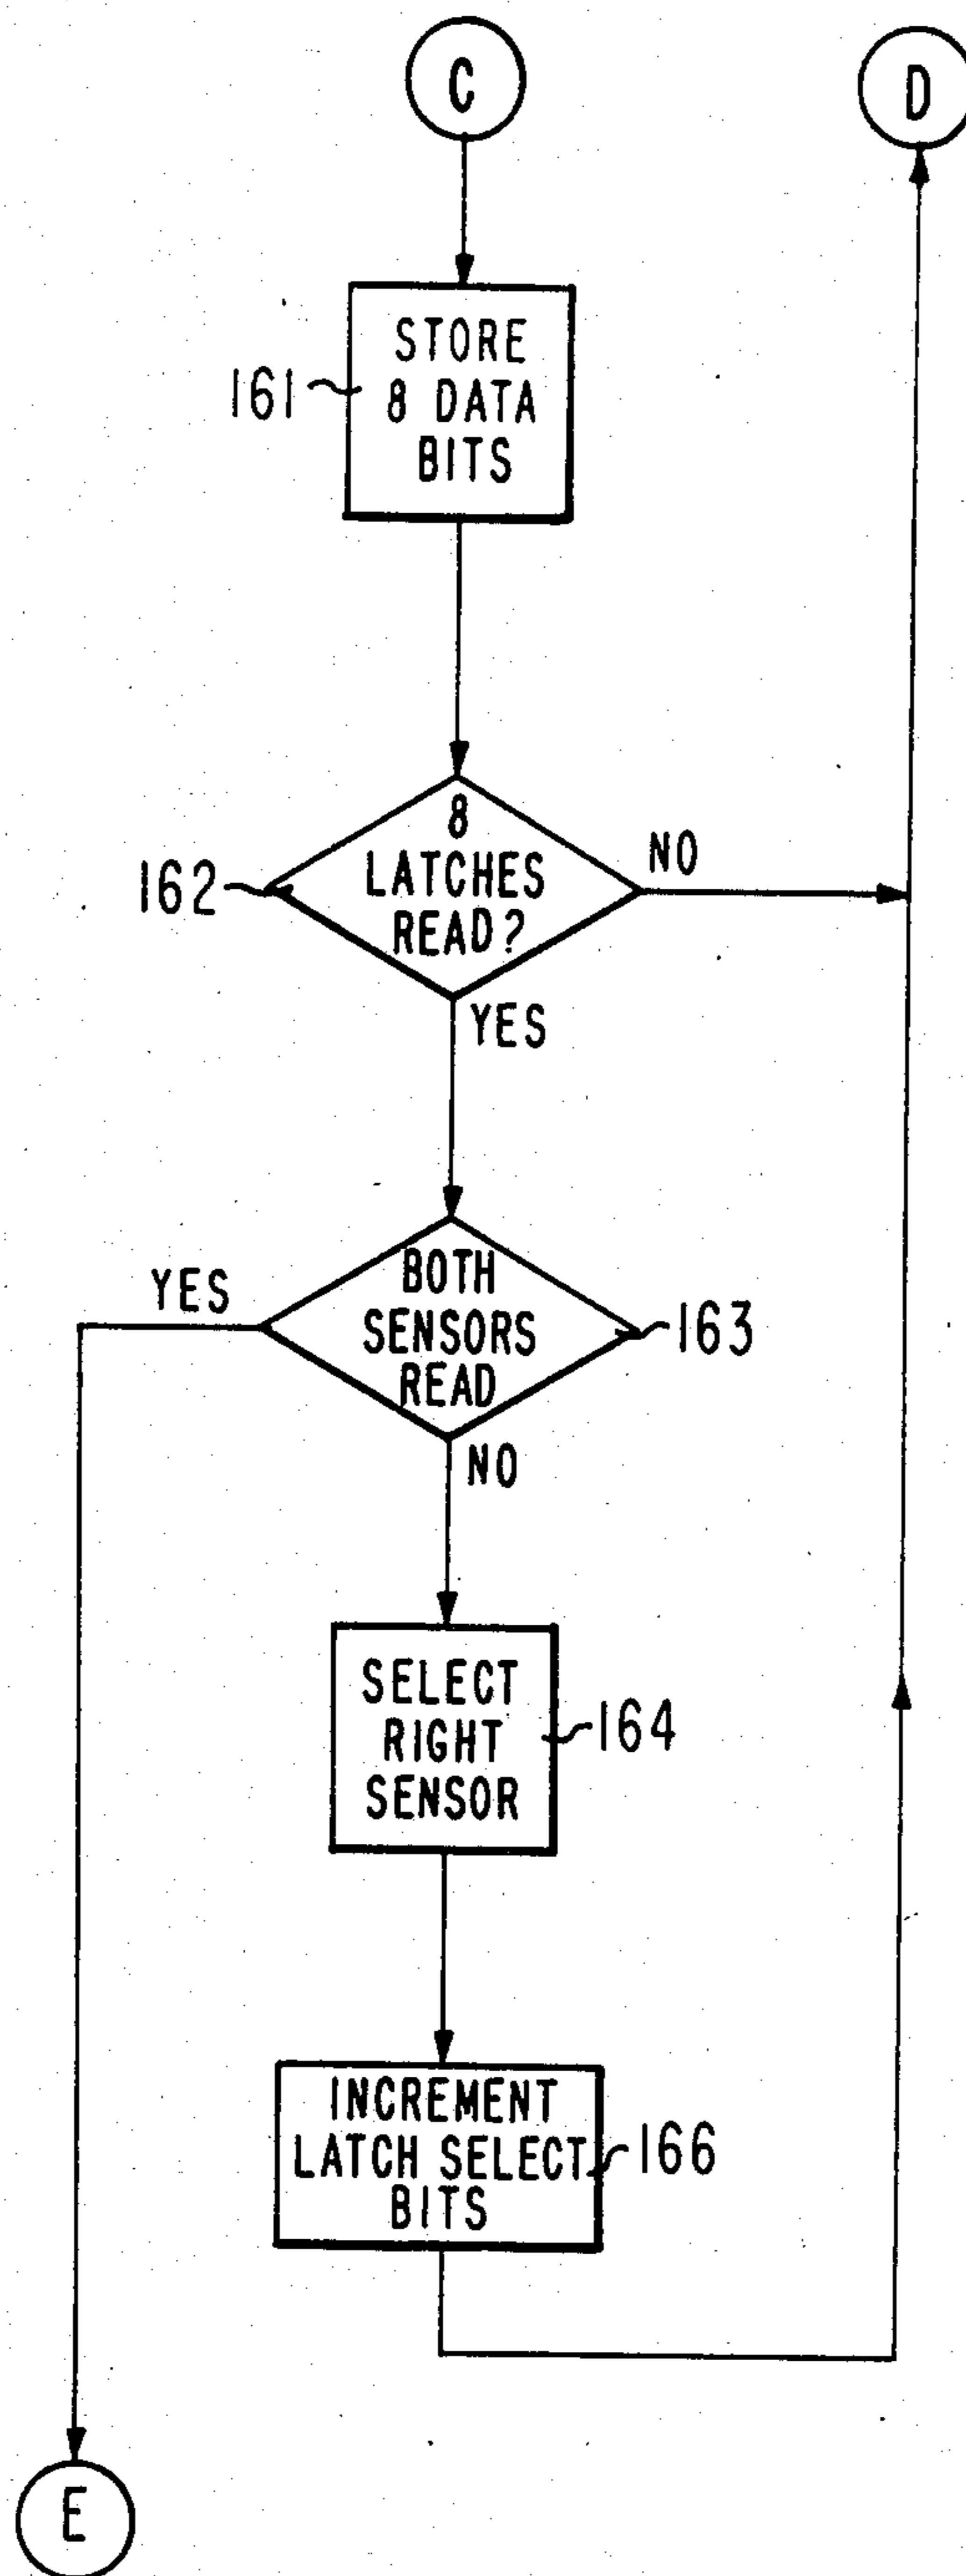 C
D
STORE
8 DATA
BITS
161
8
LATCHES
READ?
162
NO
YES
BOTH
SENSORS
READ
163
YES
NO
SELECT
RIGHT
SENSOR
164
INCREMENT
LATCH SELECT
BITS
166
E